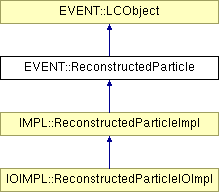 EVENT::LCObject
EVENT::ReconstructedParticle
IMPL::ReconstructedParticleImpl
IOIMPL::ReconstructedParticleIOImpl